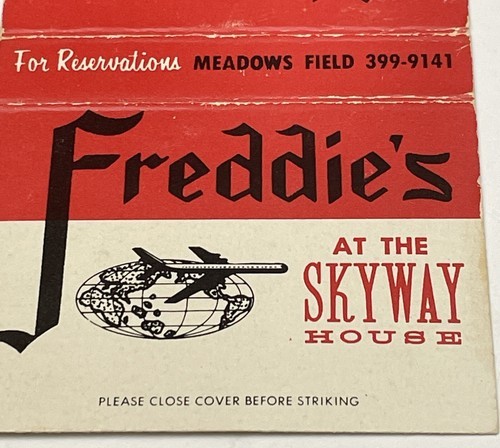 For Reservations MEADOWS FIELD 399-9141
Freddie's
AT THE
SKYWAY
HOUSE
PLEASE CLOSE COVER BEFORE STRIKING